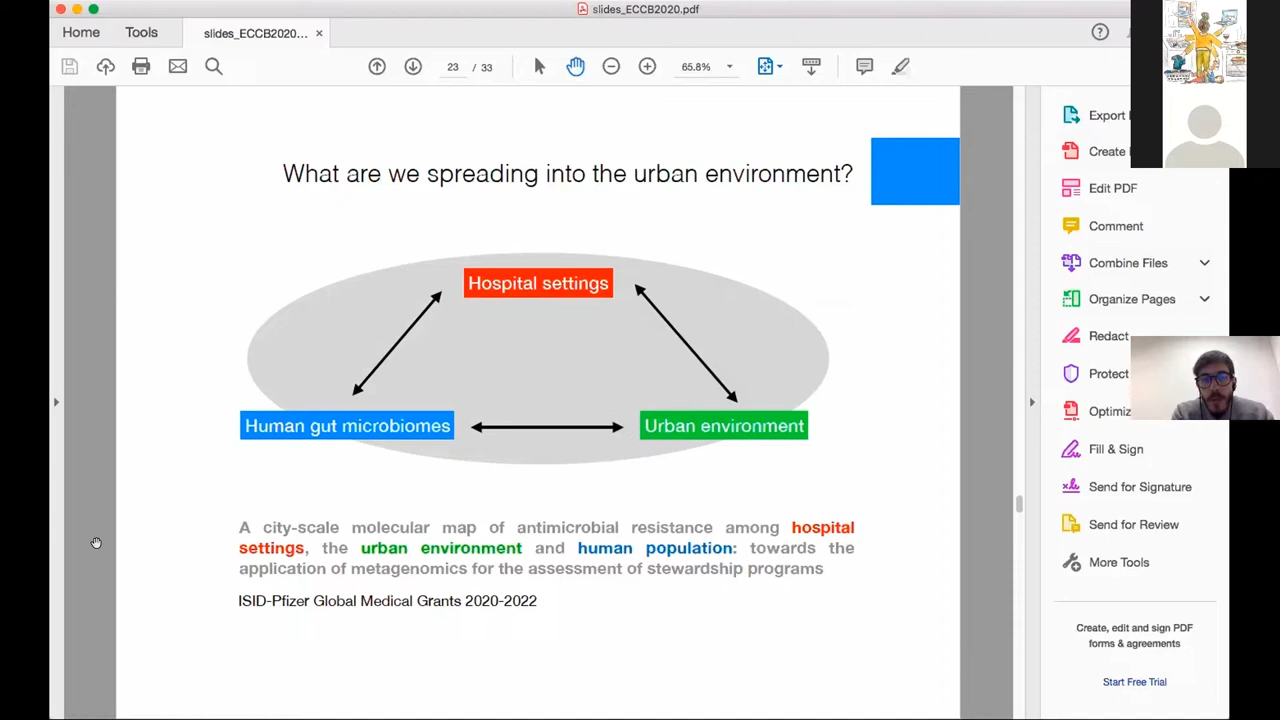 slides_ECCB2020.pdf
Home
Tools
slides_ECCB2020...
23 / 33
65.8%
What are we spreading into the urban environment?
Hospital settings
Human gut microbiomes
Urban environment
A city-scale molecular map of antimicrobial resistance among hospital
settings, the urban environment and human population: towards the
application of metagenomics for the assessment of stewardship programs
ISID-Pfizer Global Medical Grants 2020-2022
Export
Create
Edit PDF
Comment
Combine Files
Organize Pages
Redact
Protect
Optimiz
Fill & Sign
Send for Signature
Send for Review
More Tools
Create, edit and sign PDF
forms & agreements
Start Free Trial